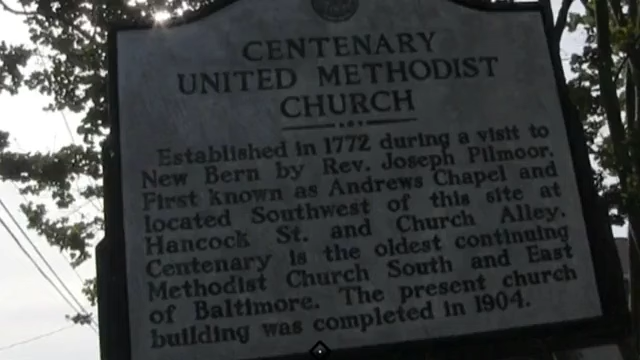 CENTENARY
UNITED METHODIST
CHURCH
Established in 1772 during a visit to
New Bern by Rev. Joseph Pilmoor.
First known as Andrews Chapel and
located Southwest of this site at
Hancock St. and Church Alley.
Centenary is the oldest continuing
Methodist Church South and East
of Baltimore. The present church
building was completed in 1904.